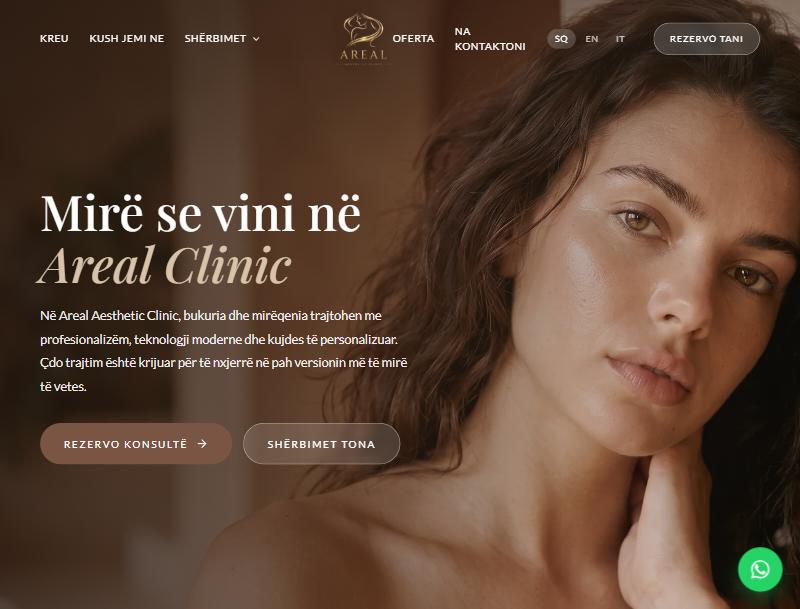 KREU
KUSH JEMI NE
SHËRBIMET
AREAL
OFERTA
NA
KONTAKTONI
SQ
EN
IT
REZERVO TANI
Mirë se vini në
Areal Clinic
Në Areal Aesthetic Clinic, bukuria dhe mirëqenia trajtohen me
profesionalizëm, teknologji moderne dhe kujdes të personalizuar.
Çdo trajtim është krijuar për të nxjerrë në pah versionin më të mirë
të vetes.
REZERVO KONSULTË →
SHËRBIMET TONA